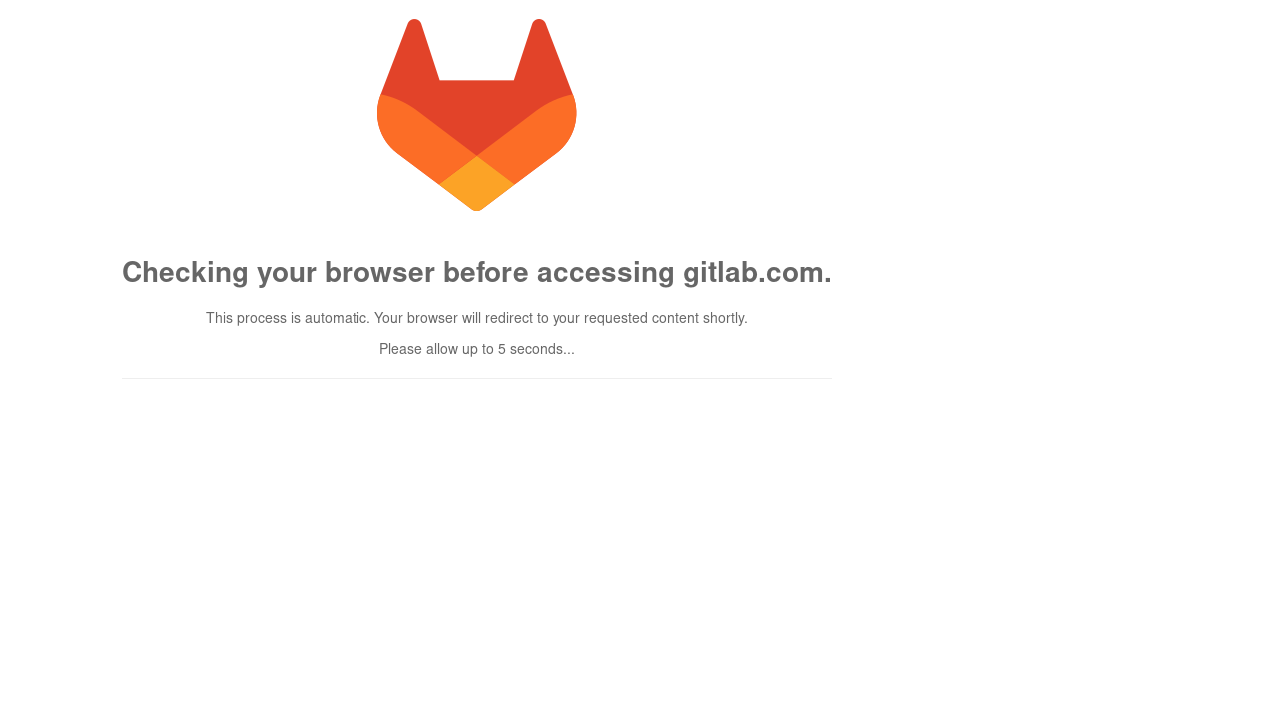 Checking your browser before accessing gitlab.com.
This process is automatic. Your browser will redirect to your requested content shortly.
Please allow up to 5 seconds...